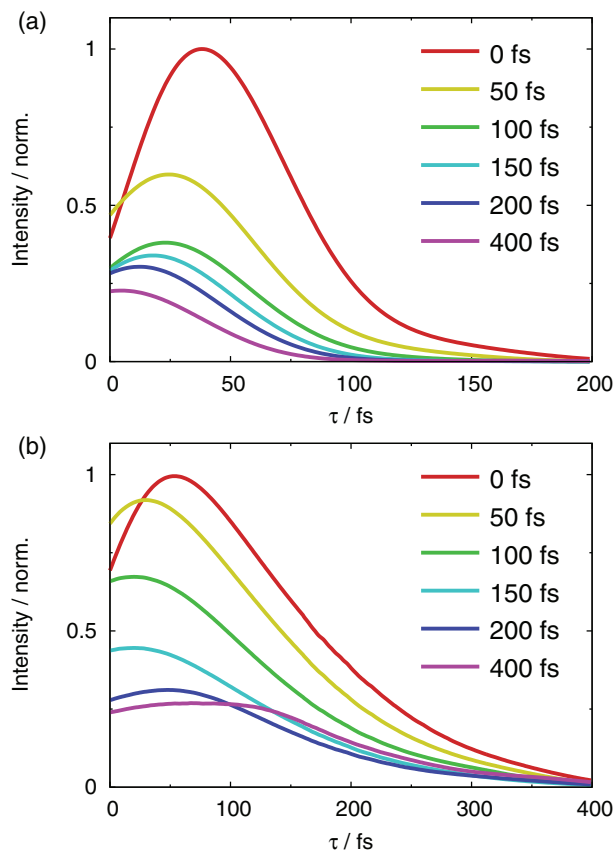 (a)
1
0.5
0
Intensity / norm.
0 fs
50 fs
100 fs
150 fs
200 fs
400 fs
0 50 100 150 200
τ / fs
(b)
1
0.5
0
Intensity / norm.
0 fs
50 fs
100 fs
150 fs
200 fs
400 fs
0 100 200 300 400
τ / fs